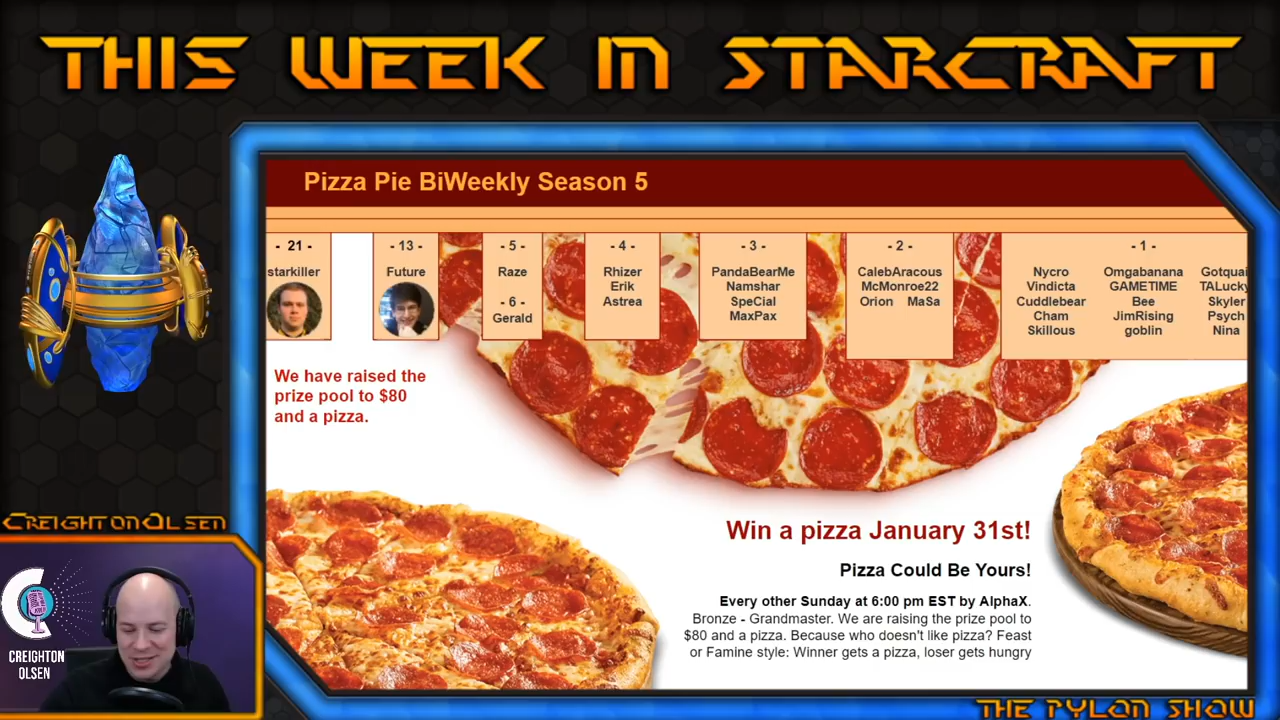 THIS WEEK IN STARCRAFT
Pizza Pie BiWeekly Season 5
- 21 -
starkiller
- 13 -
Future
- 5 -
Raze
- 6 -
Gerald
- 4 -
Rhizer
Erik
Astrea
- 3 -
PandaBearMe
Namshar
SpeCial
MaxPax
- 2 -
CalebAracous
McMonroe22
Orion MaSa
- 1 -
Nycro
Vindicta
Cuddlebear
Cham
Skillous
Omgabanana
GAMETIME
Bee
JimRising
goblin
Gotquai
TALucky
Skyler
Psych
Nina
We have raised the
prize pool to $80
and a pizza.
Win a pizza January 31st!
Pizza Could Be Yours!
Every other Sunday at 6:00 pm EST by AlphaX.
Bronze - Grandmaster. We are raising the prize pool to
$80 and a pizza. Because who doesn't like pizza? Feast
or Famine style: Winner gets a pizza, loser gets hungry
CreightonOlsen
CREIGHTON
OLSEN
THE PYLON SHOW